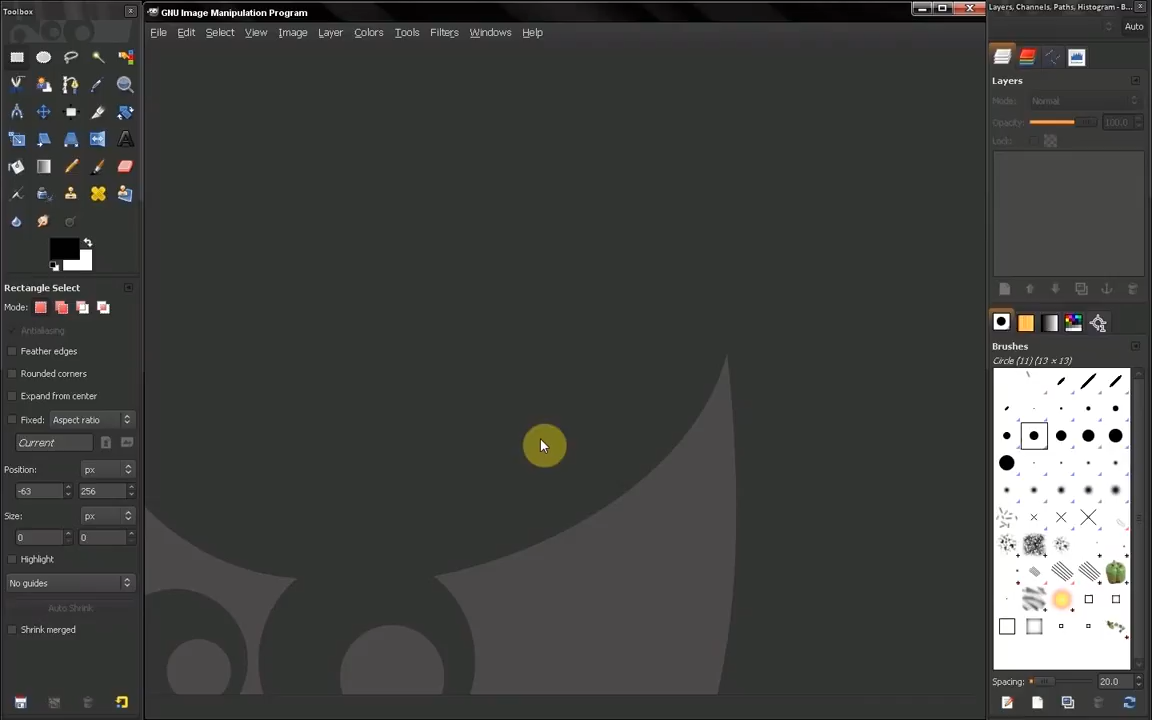 Toolbox
GNU Image Manipulation Program
Layers, Channels, Paths, Histogram - B...
File Edit Select View Image Layer Colors Tools Filters Windows Help
Auto
Layers
Mode: Normal
Opacity: 100.0
Lock:
Rectangle Select
Mode:
Antialiasing
Feather edges
Rounded corners
Expand from center
Fixed: Aspect ratio
Current
Position: px
-63 256
Size: px
0 0
Highlight
No guides
Auto Shrink
Shrink merged
Brushes
Circle (11) (13 × 13)
Spacing: 20.0